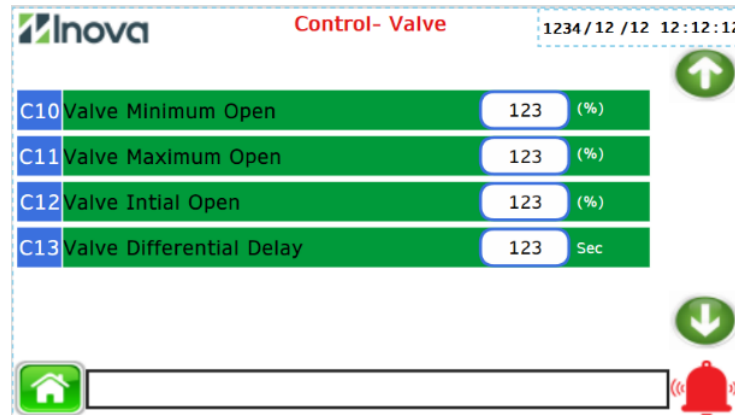 Inova
Control- Valve
1234/12/12 12:12:12
C10 Valve Minimum Open 123 (%)
C11 Valve Maximum Open 123 (%)
C12 Valve Intial Open 123 (%)
C13 Valve Differential Delay 123 Sec